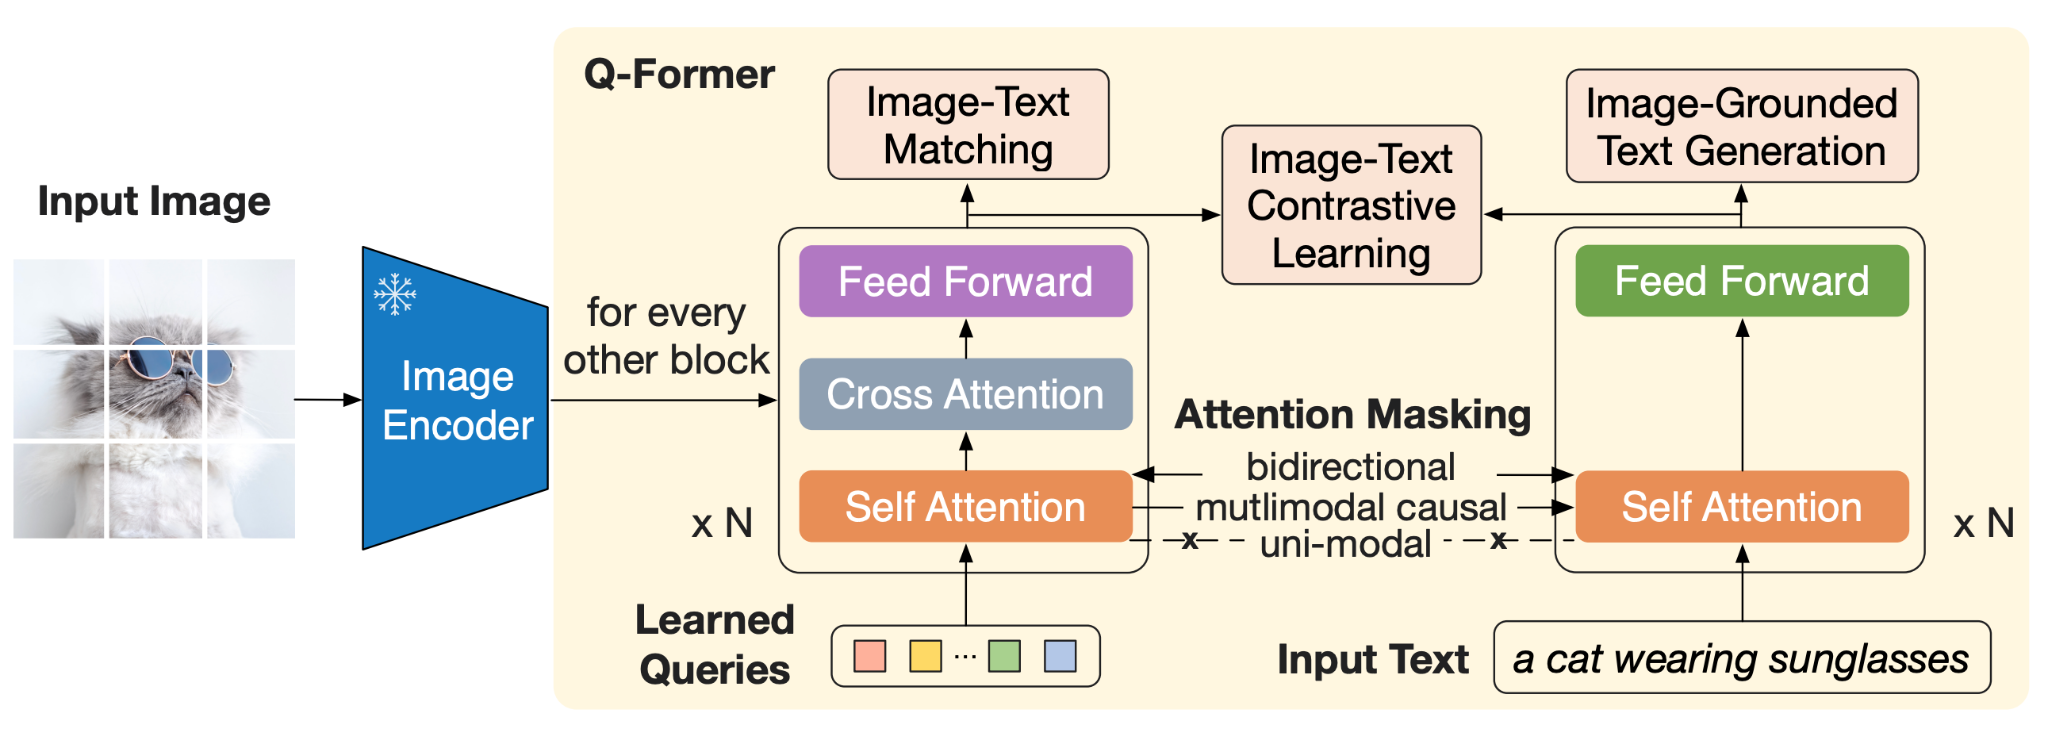 Q-Former
Input Image
Image
Encoder
for every
other block
Image-Text
Matching
Image-Text
Contrastive
Learning
Image-Grounded
Text Generation
Feed Forward
Cross Attention
Self Attention
x N
Learned
Queries
...
Attention Masking
bidirectional
mutlimodal causal
x uni-modal x
Feed Forward
Self Attention
x N
Input Text
a cat wearing sunglasses